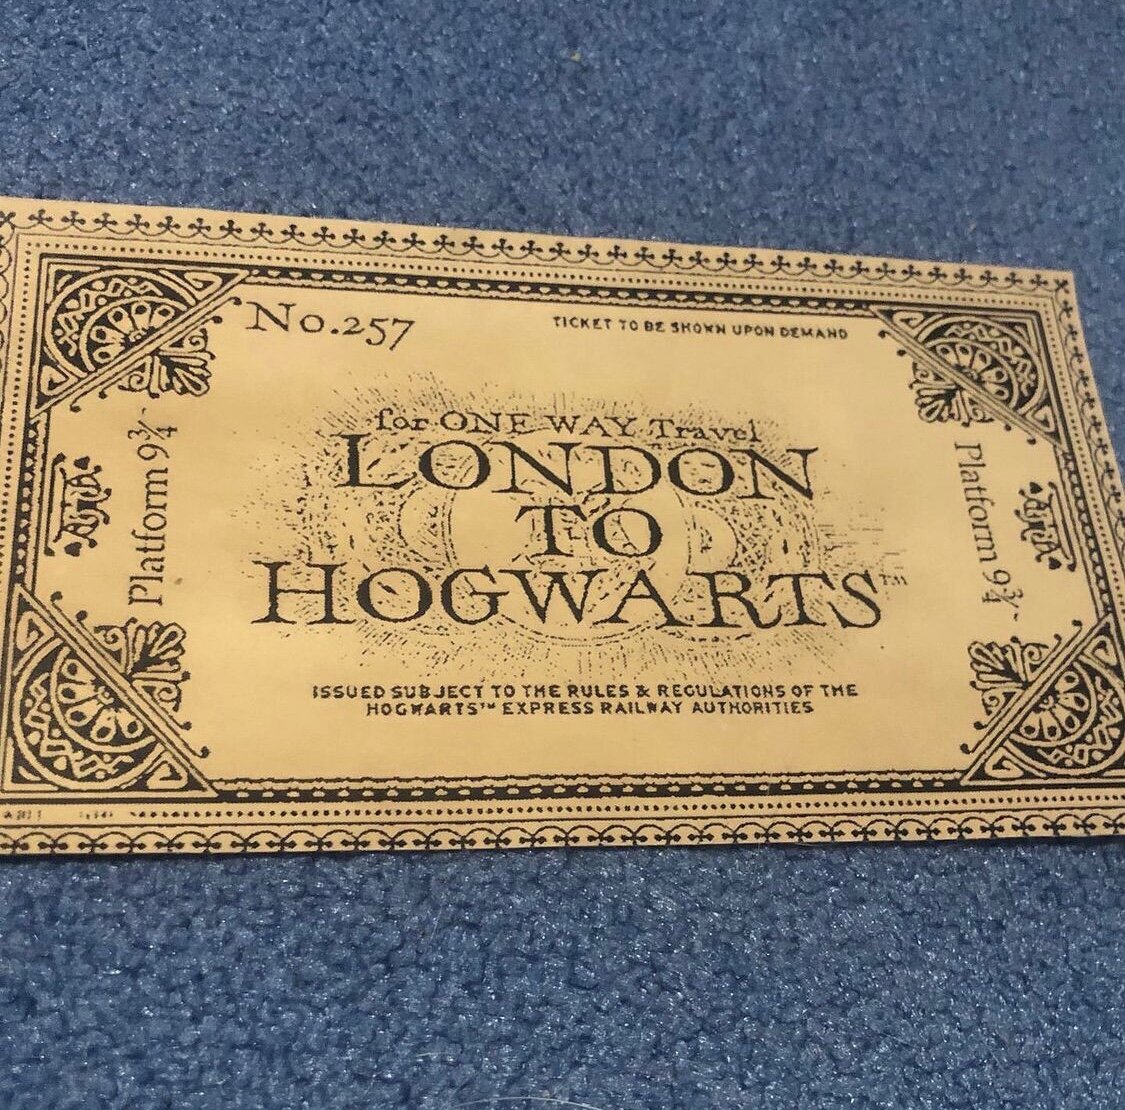 No.257
TICKET TO BE SHOWN UPON DEMAND
for ONE WAY Travel
LONDON
TO
HOGWARTS™
Platform 9¾
Platform 9¾
ISSUED SUBJECT TO THE RULES & REGULATIONS OF THE
HOGWARTS™ EXPRESS RAILWAY AUTHORITIES